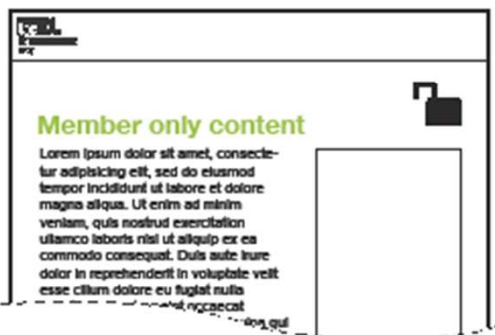 Member only content
Lorem ipsum dolor sit amet, consecte-
tur adipisicing elit, sed do eiusmod
tempor incididunt ut labore et dolore
magna aliqua. Ut enim ad minim
veniam, quis nostrud exercitation
ullamco laboris nisi ut aliquip ex ea
commodo consequat. Duis aute irure
dolor in reprehenderit in voluptate velit
esse cillum dolore eu fugiat nulla
occaecat
qui